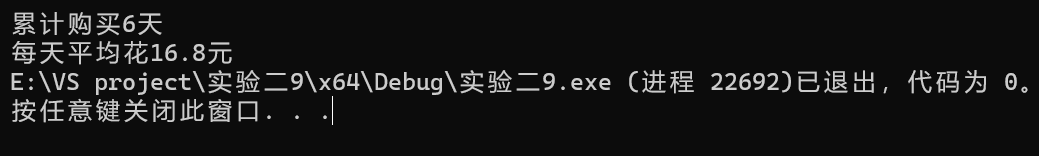 累计购买6天
每天平均花16.8元
E:\VS project\实验二9\x64\Debug\实验二9.exe (进程 22692)已退出，代码为 0。
按任意键关闭此窗口. . .